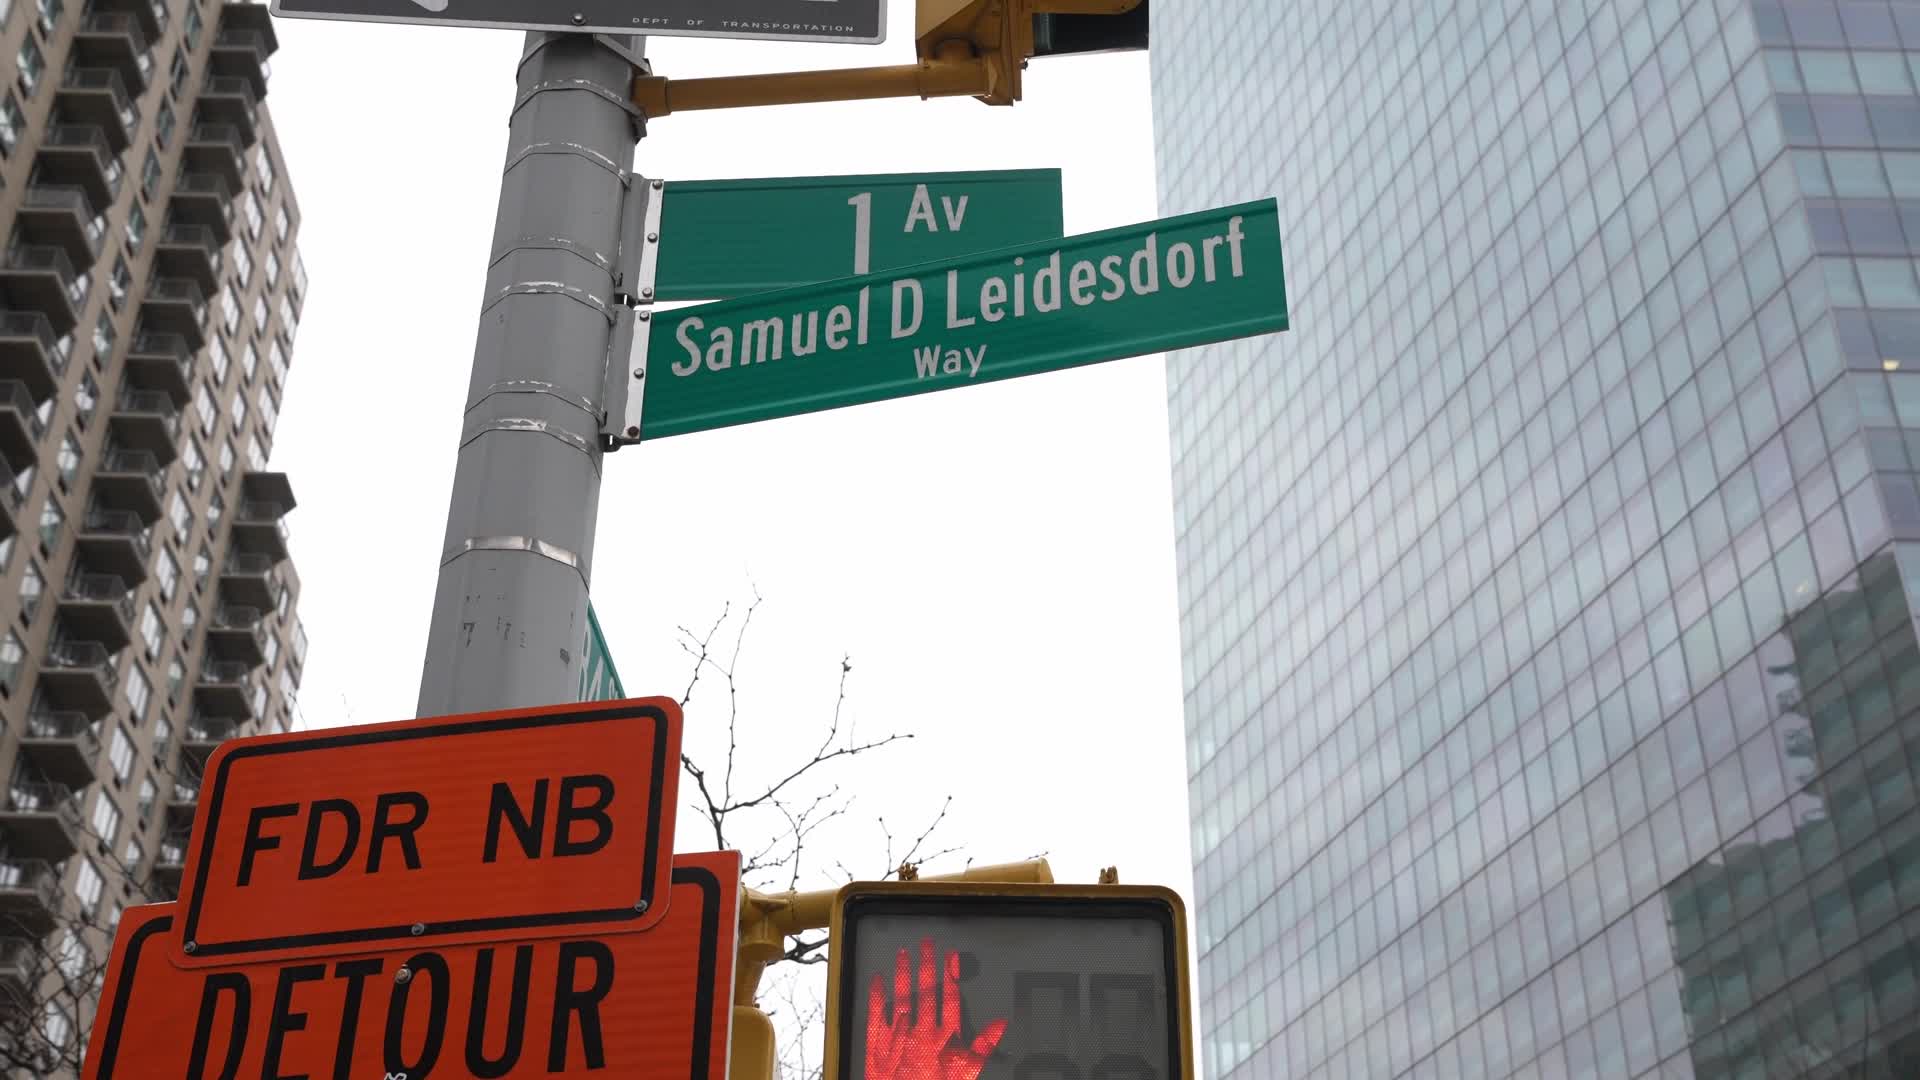 DEPT OF TRANSPORTATION
1 Av
Samuel D Leidesdorf
Way
FDR NB
DETOUR